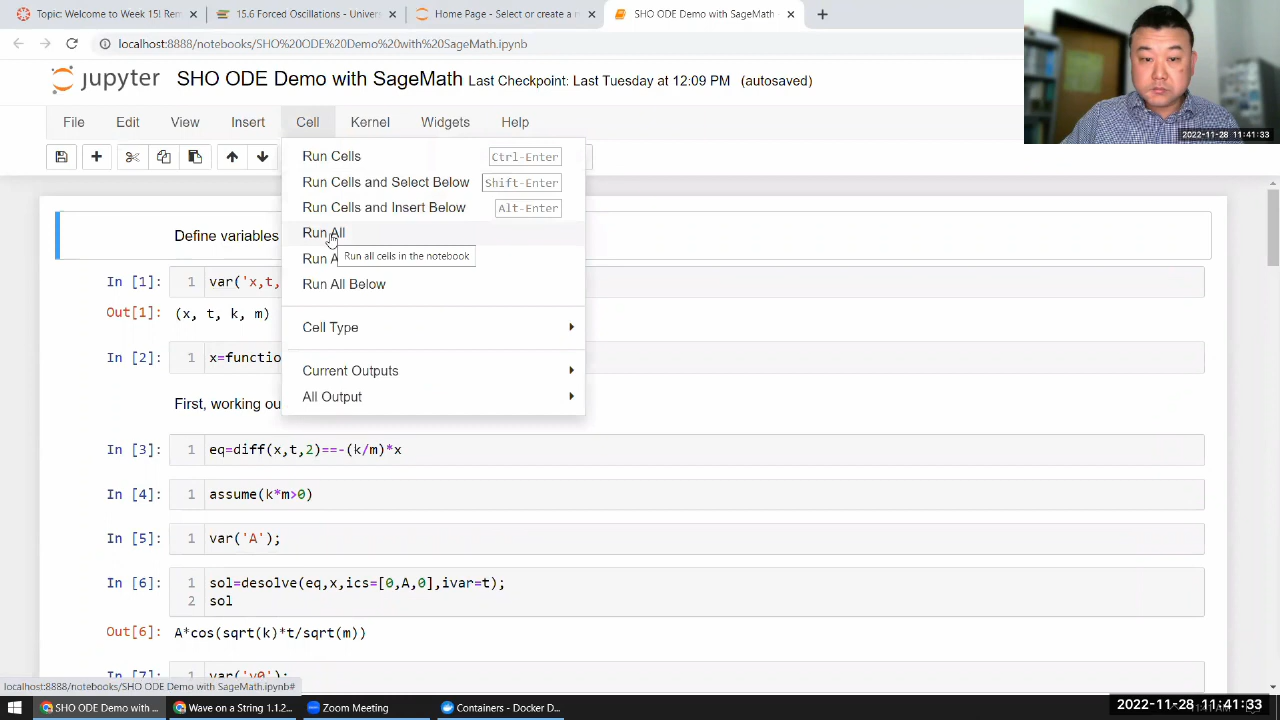 Topic: Welcome to Week 15! Rem
15.6 Forced Oscillations - Univer
Home Page - Select or create a n
SHO ODE Demo with SageMath
localhost:8888/notebooks/SHO%20ODE%20Demo%20with%20SageMath.ipynb
jupyter SHO ODE Demo with SageMath Last Checkpoint: Last Tuesday at 12:09 PM (autosaved)
File Edit View Insert Cell Kernel Widgets Help
2022-11-28 11:41:33
Run Cells Ctrl-Enter
Run Cells and Select Below Shift-Enter
Run Cells and Insert Below Alt-Enter
Run All
Run all cells in the notebook
Run A
Run All Below
Cell Type
Current Outputs
All Output
Define variables
In [1]: 1 var('x,t,
Out[1]: (x, t, k, m)
In [2]: 1 x=functio
First, working ou
In [3]: 1 eq=diff(x,t,2)==-(k/m)*x
In [4]: 1 assume(k*m>0)
In [5]: 1 var('A');
In [6]: 1 sol=desolve(eq,x,ics=[0,A,0],ivar=t);
2 sol
Out[6]: A*cos(sqrt(k)*t/sqrt(m))
In [7]: 1 var('v0');
localhost:8888/notebooks/SHO ODE Demo with SageMath.ipynb#
SHO ODE Demo with ...
Wave on a String 1.1.12...
Zoom Meeting
Containers - Docker D...
2022-11-28 11:41:33